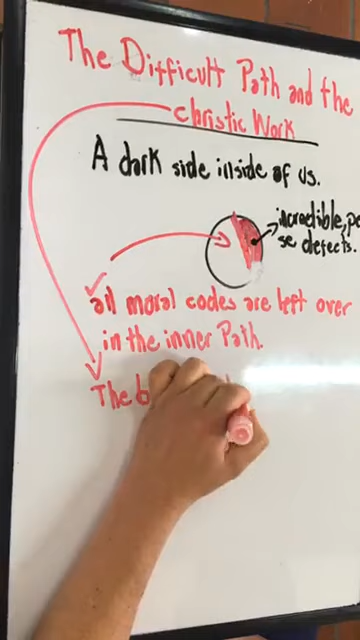 The Difficult Path and the
christic Work
A dark side inside of us.
incredible, pe
se defects.
all moral codes are left over
in the inner Path.
The